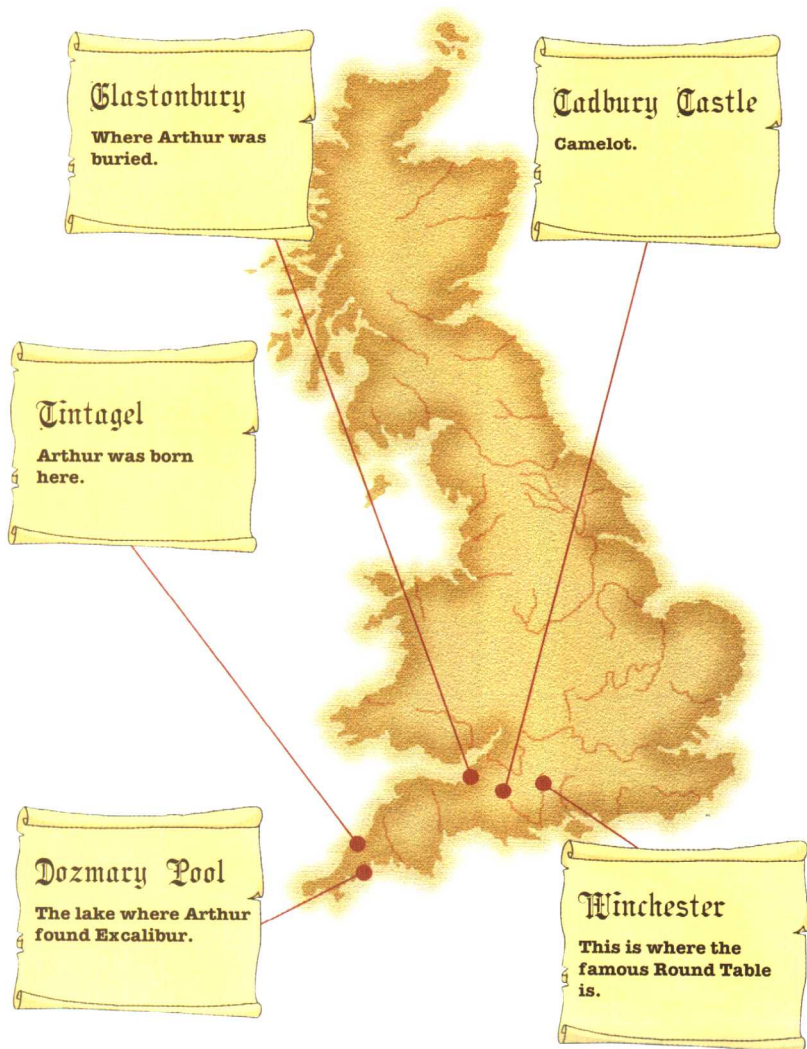 Glastonbury
Where Arthur was
buried.
Cadbury Castle
Camelot.
Tintagel
Arthur was born
here.
Dozmary Pool
The lake where Arthur
found Excalibur.
Winchester
This is where the
famous Round Table
is.